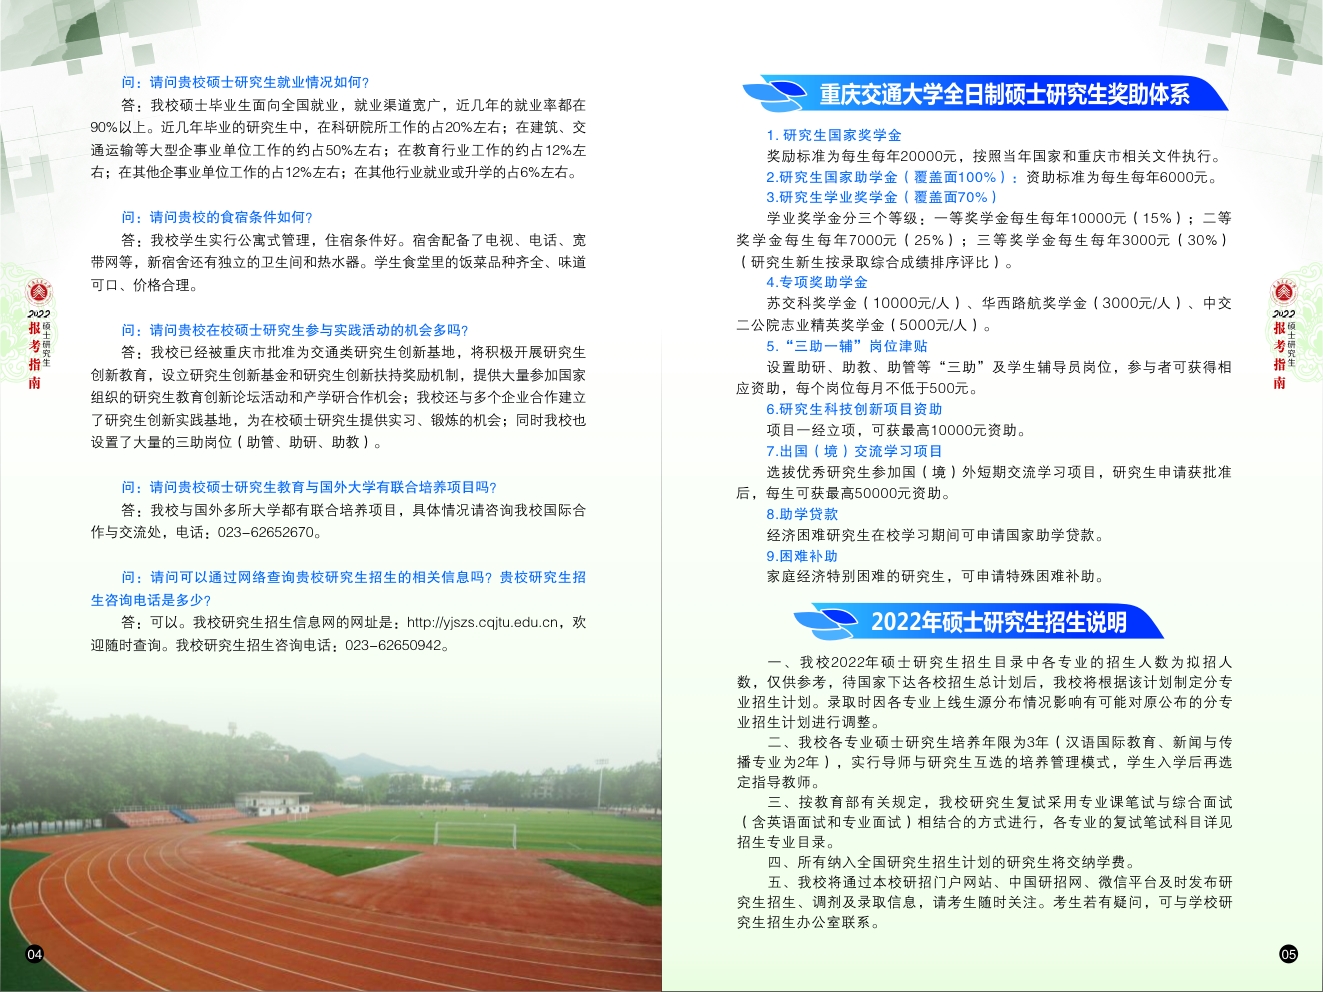 问：请问贵校硕士研究生就业情况如何？
答：我校硕士毕业生面向全国就业，就业渠道宽广，近几年的就业率都在
90%以上。近几年毕业的研究生中，在科研院所工作的占20%左右；在建筑、交
通运输等大型企事业单位工作的约占50%左右；在教育行业工作的约占12%左
右；在其他企事业单位工作的占12%左右；在其他行业就业或升学的占6%左右。
问：请问贵校的食宿条件如何？
答：我校学生实行公寓式管理，住宿条件好。宿舍配备了电视、电话、宽
带网等，新宿舍还有独立的卫生间和热水器。学生食堂里的饭菜品种齐全、味道
可口、价格合理。
问：请问贵校在校硕士研究生参与实践活动的机会多吗？
答：我校已经被重庆市批准为交通类研究生创新基地，将积极开展研究生
创新教育，设立研究生创新基金和研究生创新扶持奖励机制，提供大量参加国家
组织的研究生教育创新论坛活动和产学研合作机会；我校还与多个企业合作建立
了研究生创新实践基地，为在校硕士研究生提供实习、锻炼的机会；同时我校也
设置了大量的三助岗位（助管、助研、助教）。
问：请问贵校硕士研究生教育与国外大学有联合培养项目吗？
答：我校与国外多所大学都有联合培养项目，具体情况请咨询我校国际合
作与交流处，电话：023-62652670。
问：请问可以通过网络查询贵校研究生招生的相关信息吗？贵校研究生招
生咨询电话是多少？
答：可以。我校研究生招生信息网的网址是：http://yjszs.cqjtu.edu.cn，欢
迎随时查询。我校研究生招生咨询电话：023-62650942。
2022
硕士研究生
报考指南
04
重庆交通大学全日制硕士研究生奖助体系
1. 研究生国家奖学金
奖励标准为每生每年20000元，按照当年国家和重庆市相关文件执行。
2.研究生国家助学金（覆盖面100%）：资助标准为每生每年6000元。
3.研究生学业奖学金（覆盖面70%）
学业奖学金分三个等级：一等奖学金每生每年10000元（15%）；二等
奖学金每生每年7000元（25%）；三等奖学金每生每年3000元（30%）
（研究生新生按录取综合成绩排序评比）。
4.专项奖助学金
苏交科奖学金（10000元/人）、华西路航奖学金（3000元/人）、中交
二公院志业精英奖学金（5000元/人）。
5.“三助一辅”岗位津贴
设置助研、助教、助管等“三助”及学生辅导员岗位，参与者可获得相
应资助，每个岗位每月不低于500元。
6.研究生科技创新项目资助
项目一经立项，可获最高10000元资助。
7.出国（境）交流学习项目
选拔优秀研究生参加国（境）外短期交流学习项目，研究生申请获批准
后，每生可获最高50000元资助。
8.助学贷款
经济困难研究生在校学习期间可申请国家助学贷款。
9.困难补助
家庭经济特别困难的研究生，可申请特殊困难补助。
2022年硕士研究生招生说明
一、我校2022年硕士研究生招生目录中各专业的招生人数为拟招人
数，仅供参考，待国家下达各校招生总计划后，我校将根据该计划制定分专
业招生计划。录取时因各专业上线生源分布情况影响有可能对原公布的分专
业招生计划进行调整。
二、我校各专业硕士研究生培养年限为3年（汉语国际教育、新闻与传
播专业为2年），实行导师与研究生互选的培养管理模式，学生入学后再选
定指导教师。
三、按教育部有关规定，我校研究生复试采用专业课笔试与综合面试
（含英语面试和专业面试）相结合的方式进行，各专业的复试笔试科目详见
招生专业目录。
四、所有纳入全国研究生招生计划的研究生将交纳学费。
五、我校将通过本校研招门户网站、中国研招网、微信平台及时发布研
究生招生、调剂及录取信息，请考生随时关注。考生若有疑问，可与学校研
究生招生办公室联系。
2022
硕士研究生
报考指南
05